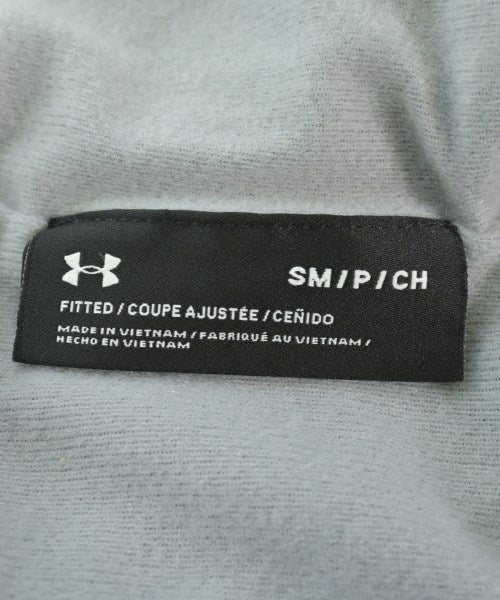 SM/P/CH
FITTED / COUPE AJUSTÉE / CEÑIDO
MADE IN VIETNAM / FABRIQUÉ AU VIETNAM /
HECHO EN VIETNAM